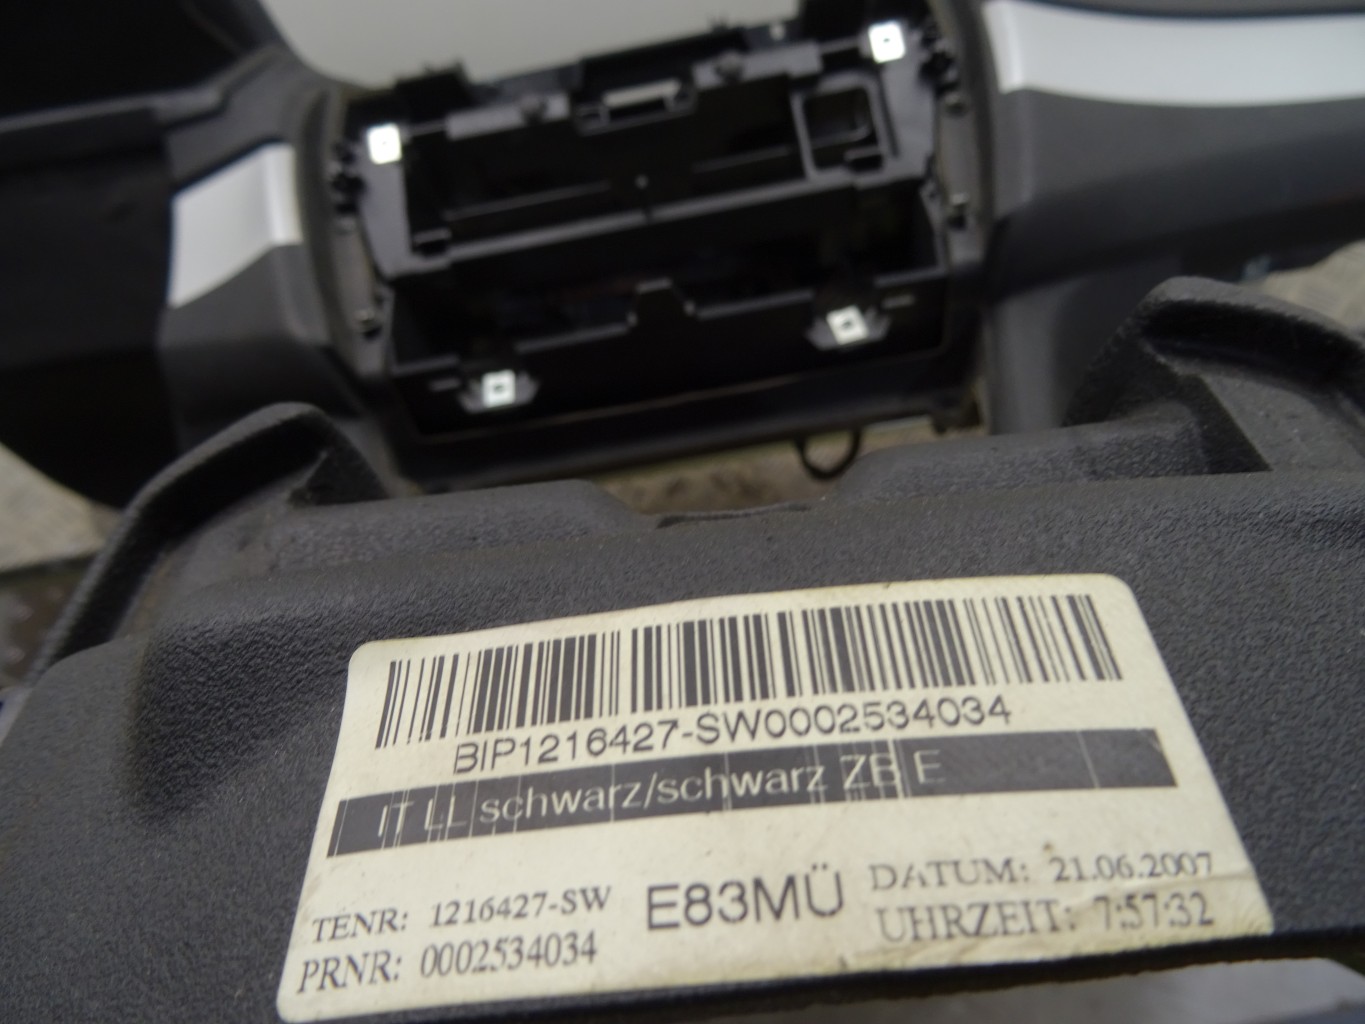 BIP1216427-SW0002534034
IT LL schwarz/schwarz ZB E
TENR: 1216427-SW
PRNR: 0002534034
E83MÜ
DATUM: 21.06.2007
UHRZEIT: 7:57:32